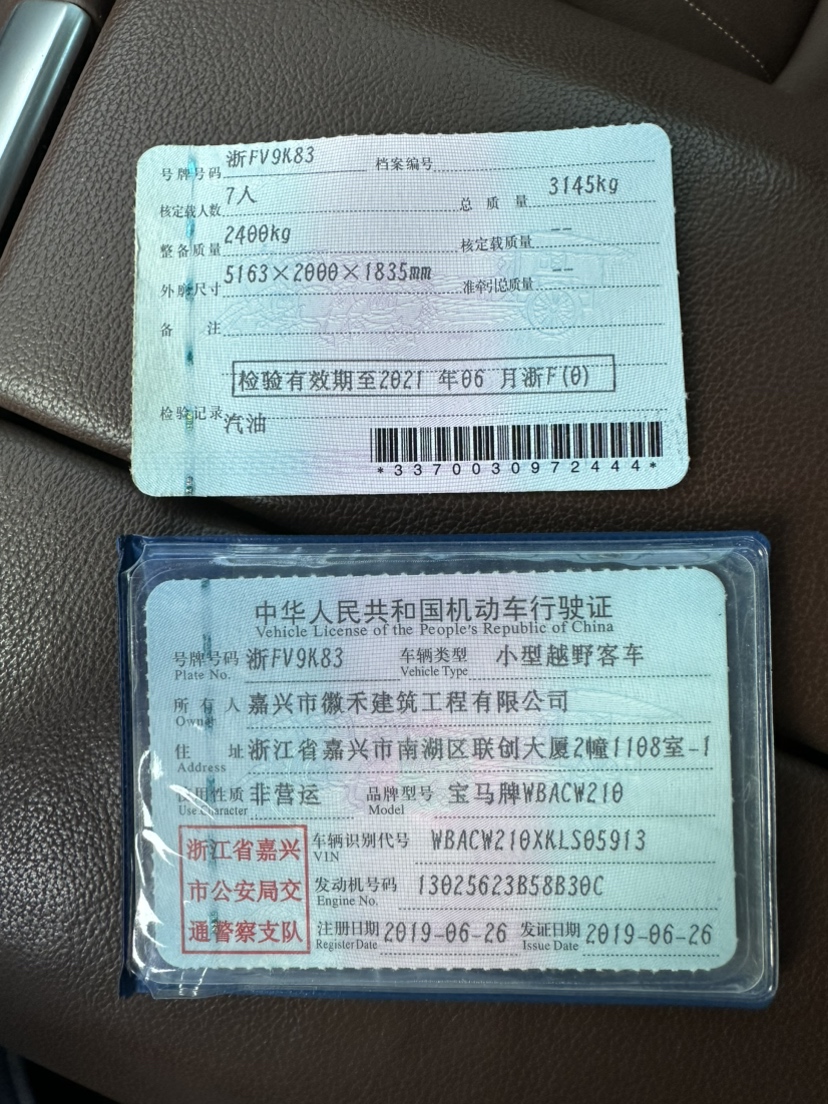 号牌号码 浙FV9K83 档案编号
核定载人数 7人 总质量 3145kg
整备质量 2400kg 核定载质量 --
外廓尺寸 5163×2000×1835mm 准牵引总质量 --
备注
检验有效期至2021 年06 月浙F(0)
检验记录 汽油
*3370030972444*
中华人民共和国机动车行驶证
Vehicle License of the People's Republic of China
号牌号码 浙FV9K83 车辆类型 小型越野客车
Plate No. Vehicle Type
所有人 嘉兴市徽禾建筑工程有限公司
Owner
住址 浙江省嘉兴市南湖区联创大厦2幢1108室-1
Address
使用性质 非营运 品牌型号 宝马牌WBACW210
Use Character Model
浙江省嘉兴
市公安局交
通警察支队
车辆识别代号 WBACW210XKLS05913
VIN
发动机号码 13025623B58B30C
Engine No.
注册日期 2019-06-26 发证日期 2019-06-26
Register Date Issue Date